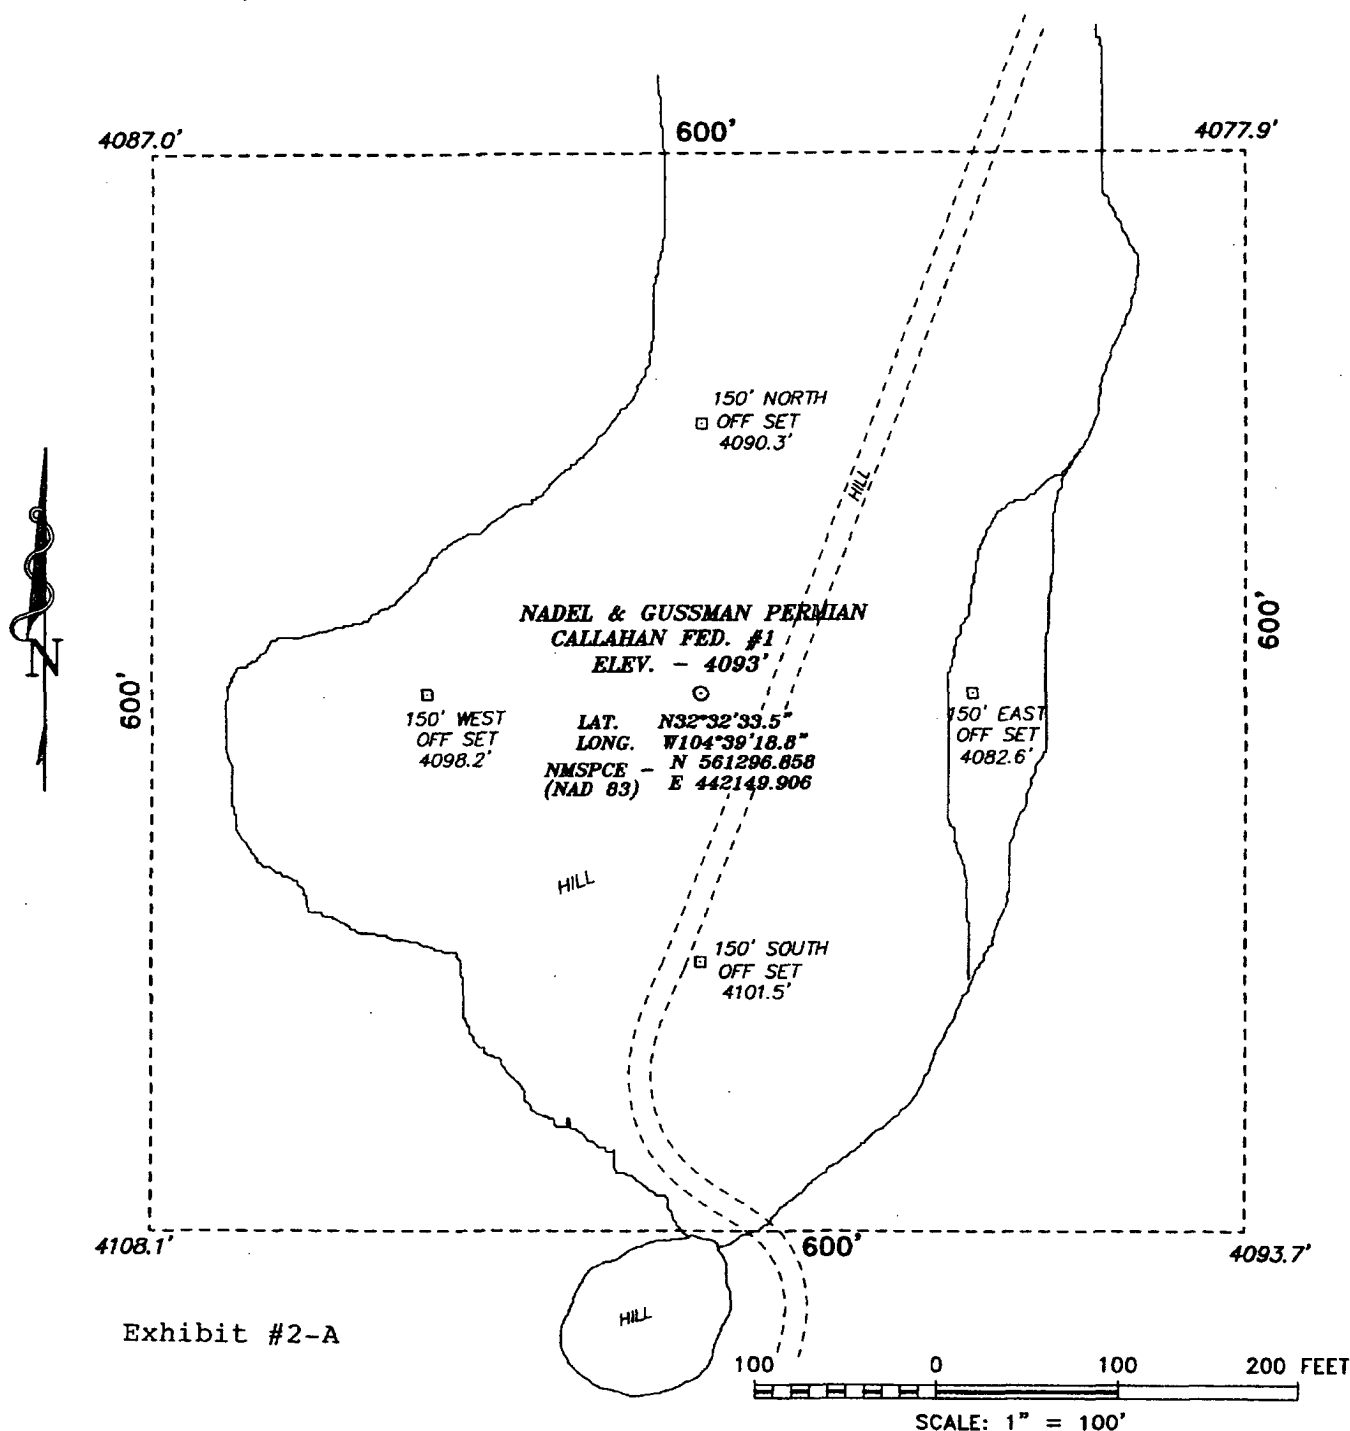 4087.0'
600'
4077.9'
150' NORTH
OFF SET
4090.3'
HILL
N
NADEL & GUSSMAN PERMIAN
CALLAHAN FED. #1
ELEV. - 4093'
600'
600'
150' WEST
OFF SET
4098.2'
LAT. N32°32'33.5"
LONG. W104°39'18.8"
NMSPCE - N 561296.858
(NAD 83) E 442149.906
150' EAST
OFF SET
4082.6'
HILL
150' SOUTH
OFF SET
4101.5'
4108.1'
600'
4093.7'
HILL
Exhibit #2-A
100 0 100 200 FEET
SCALE: 1" = 100'